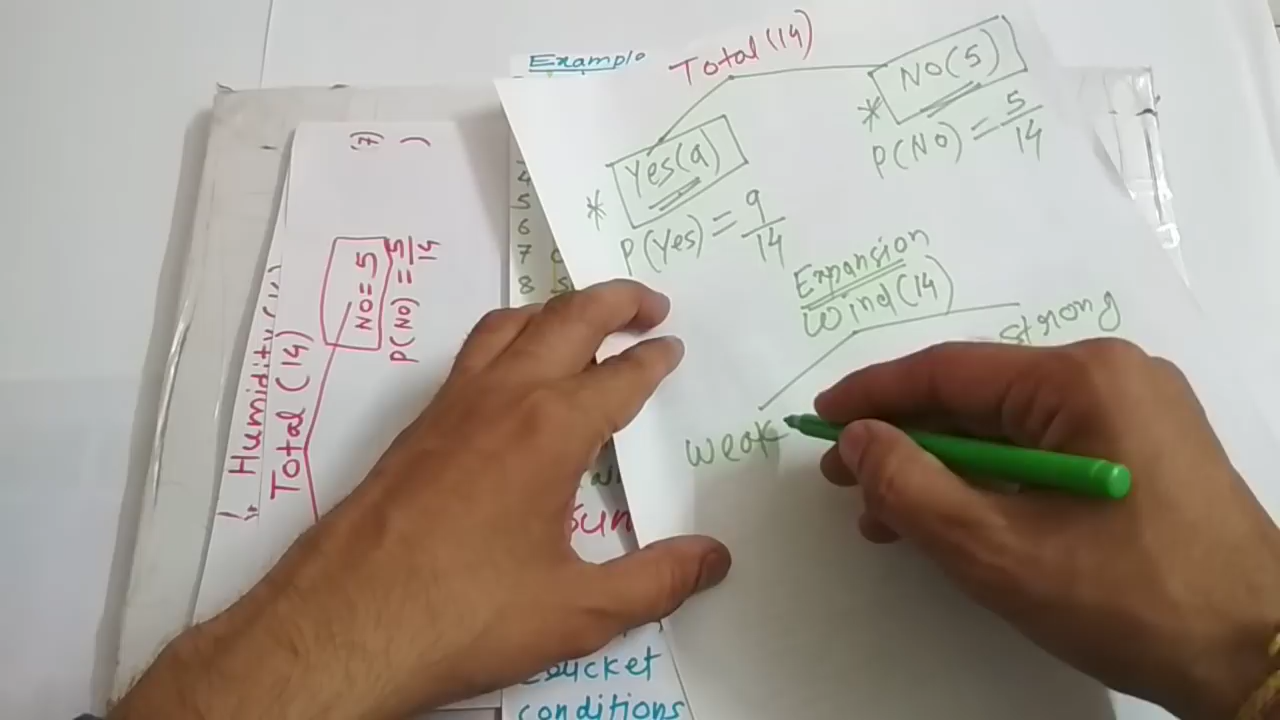 Example
Total (14)
NO(5)
* P(NO) = 5/14
Yes(9)
* P(Yes) = 9/14
Expansion
Wind(14)
strong
weak
4
5
6
7
8
(7)
)
NO = 5
P(NO) = 5/14
Humidity
Total (14)
Sun
conditions